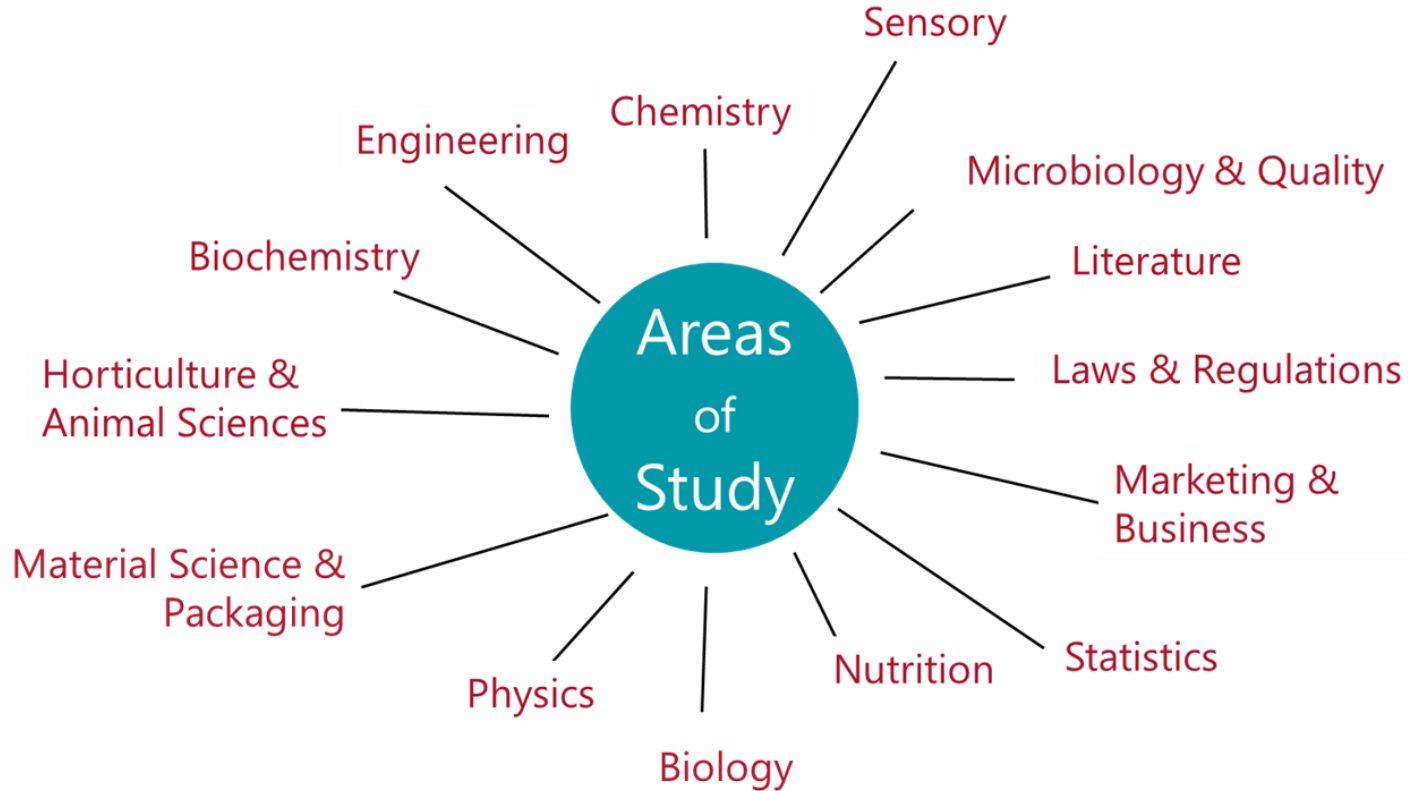 Sensory
Chemistry
Engineering
Microbiology & Quality
Biochemistry
Literature
Areas
of
Study
Horticulture &
Animal Sciences
Laws & Regulations
Marketing &
Business
Material Science &
Packaging
Physics
Nutrition
Statistics
Biology